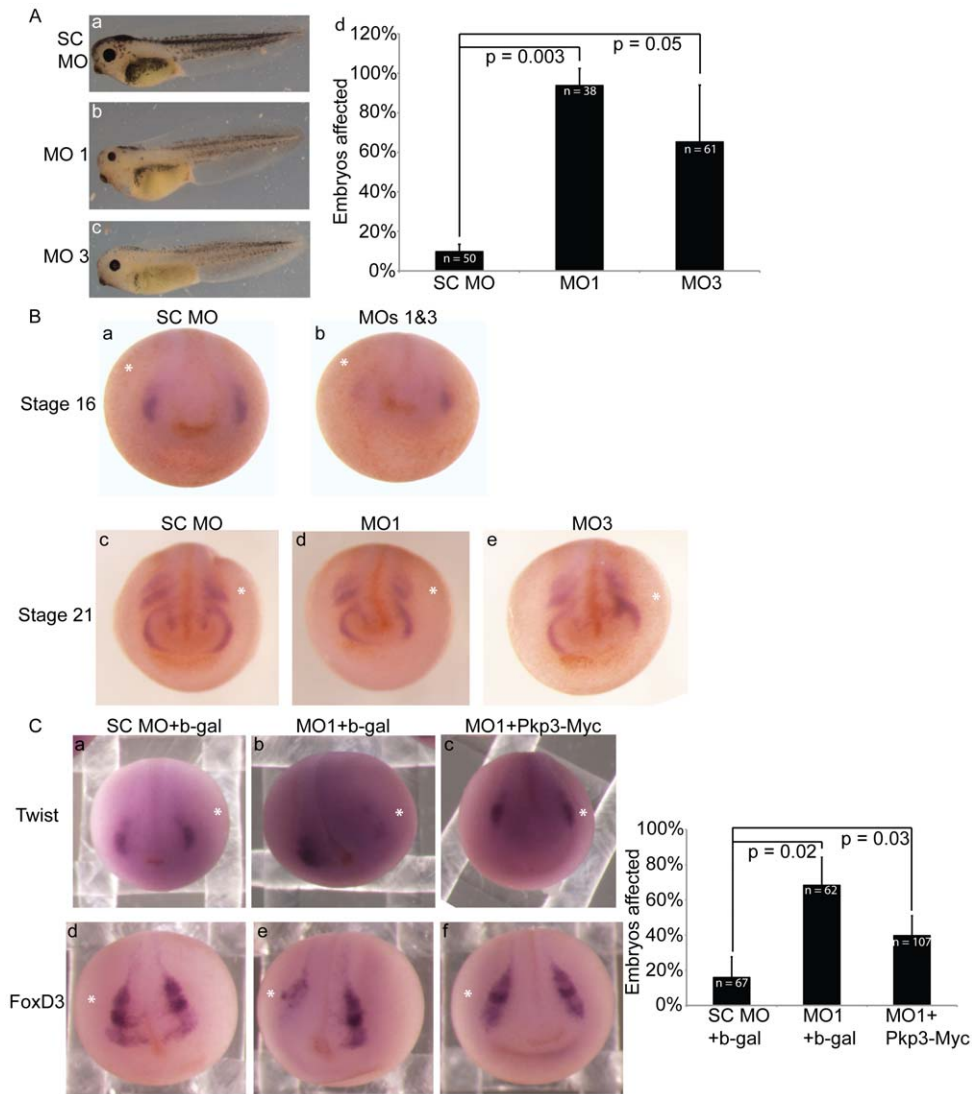 A
SC
MO
a
MO 1
b
MO 3
c
d
Embryos affected
120%
100%
80%
60%
40%
20%
0%
p = 0.003
p = 0.05
n = 50
n = 38
n = 61
SC MO
MO1
MO3
B
SC MO
MOs 1&3
a
b
*
*
Stage 16
SC MO
MO1
MO3
c
d
e
*
*
*
Stage 21
C
SC MO+b-gal
MO1+b-gal
MO1+Pkp3-Myc
a
b
c
*
*
*
Twist
d
e
f
*
*
*
FoxD3
Embryos affected
100%
80%
60%
40%
20%
0%
p = 0.02
p = 0.03
n = 67
n = 62
n = 107
SC MO
+b-gal
MO1
+b-gal
MO1+
Pkp3-Myc